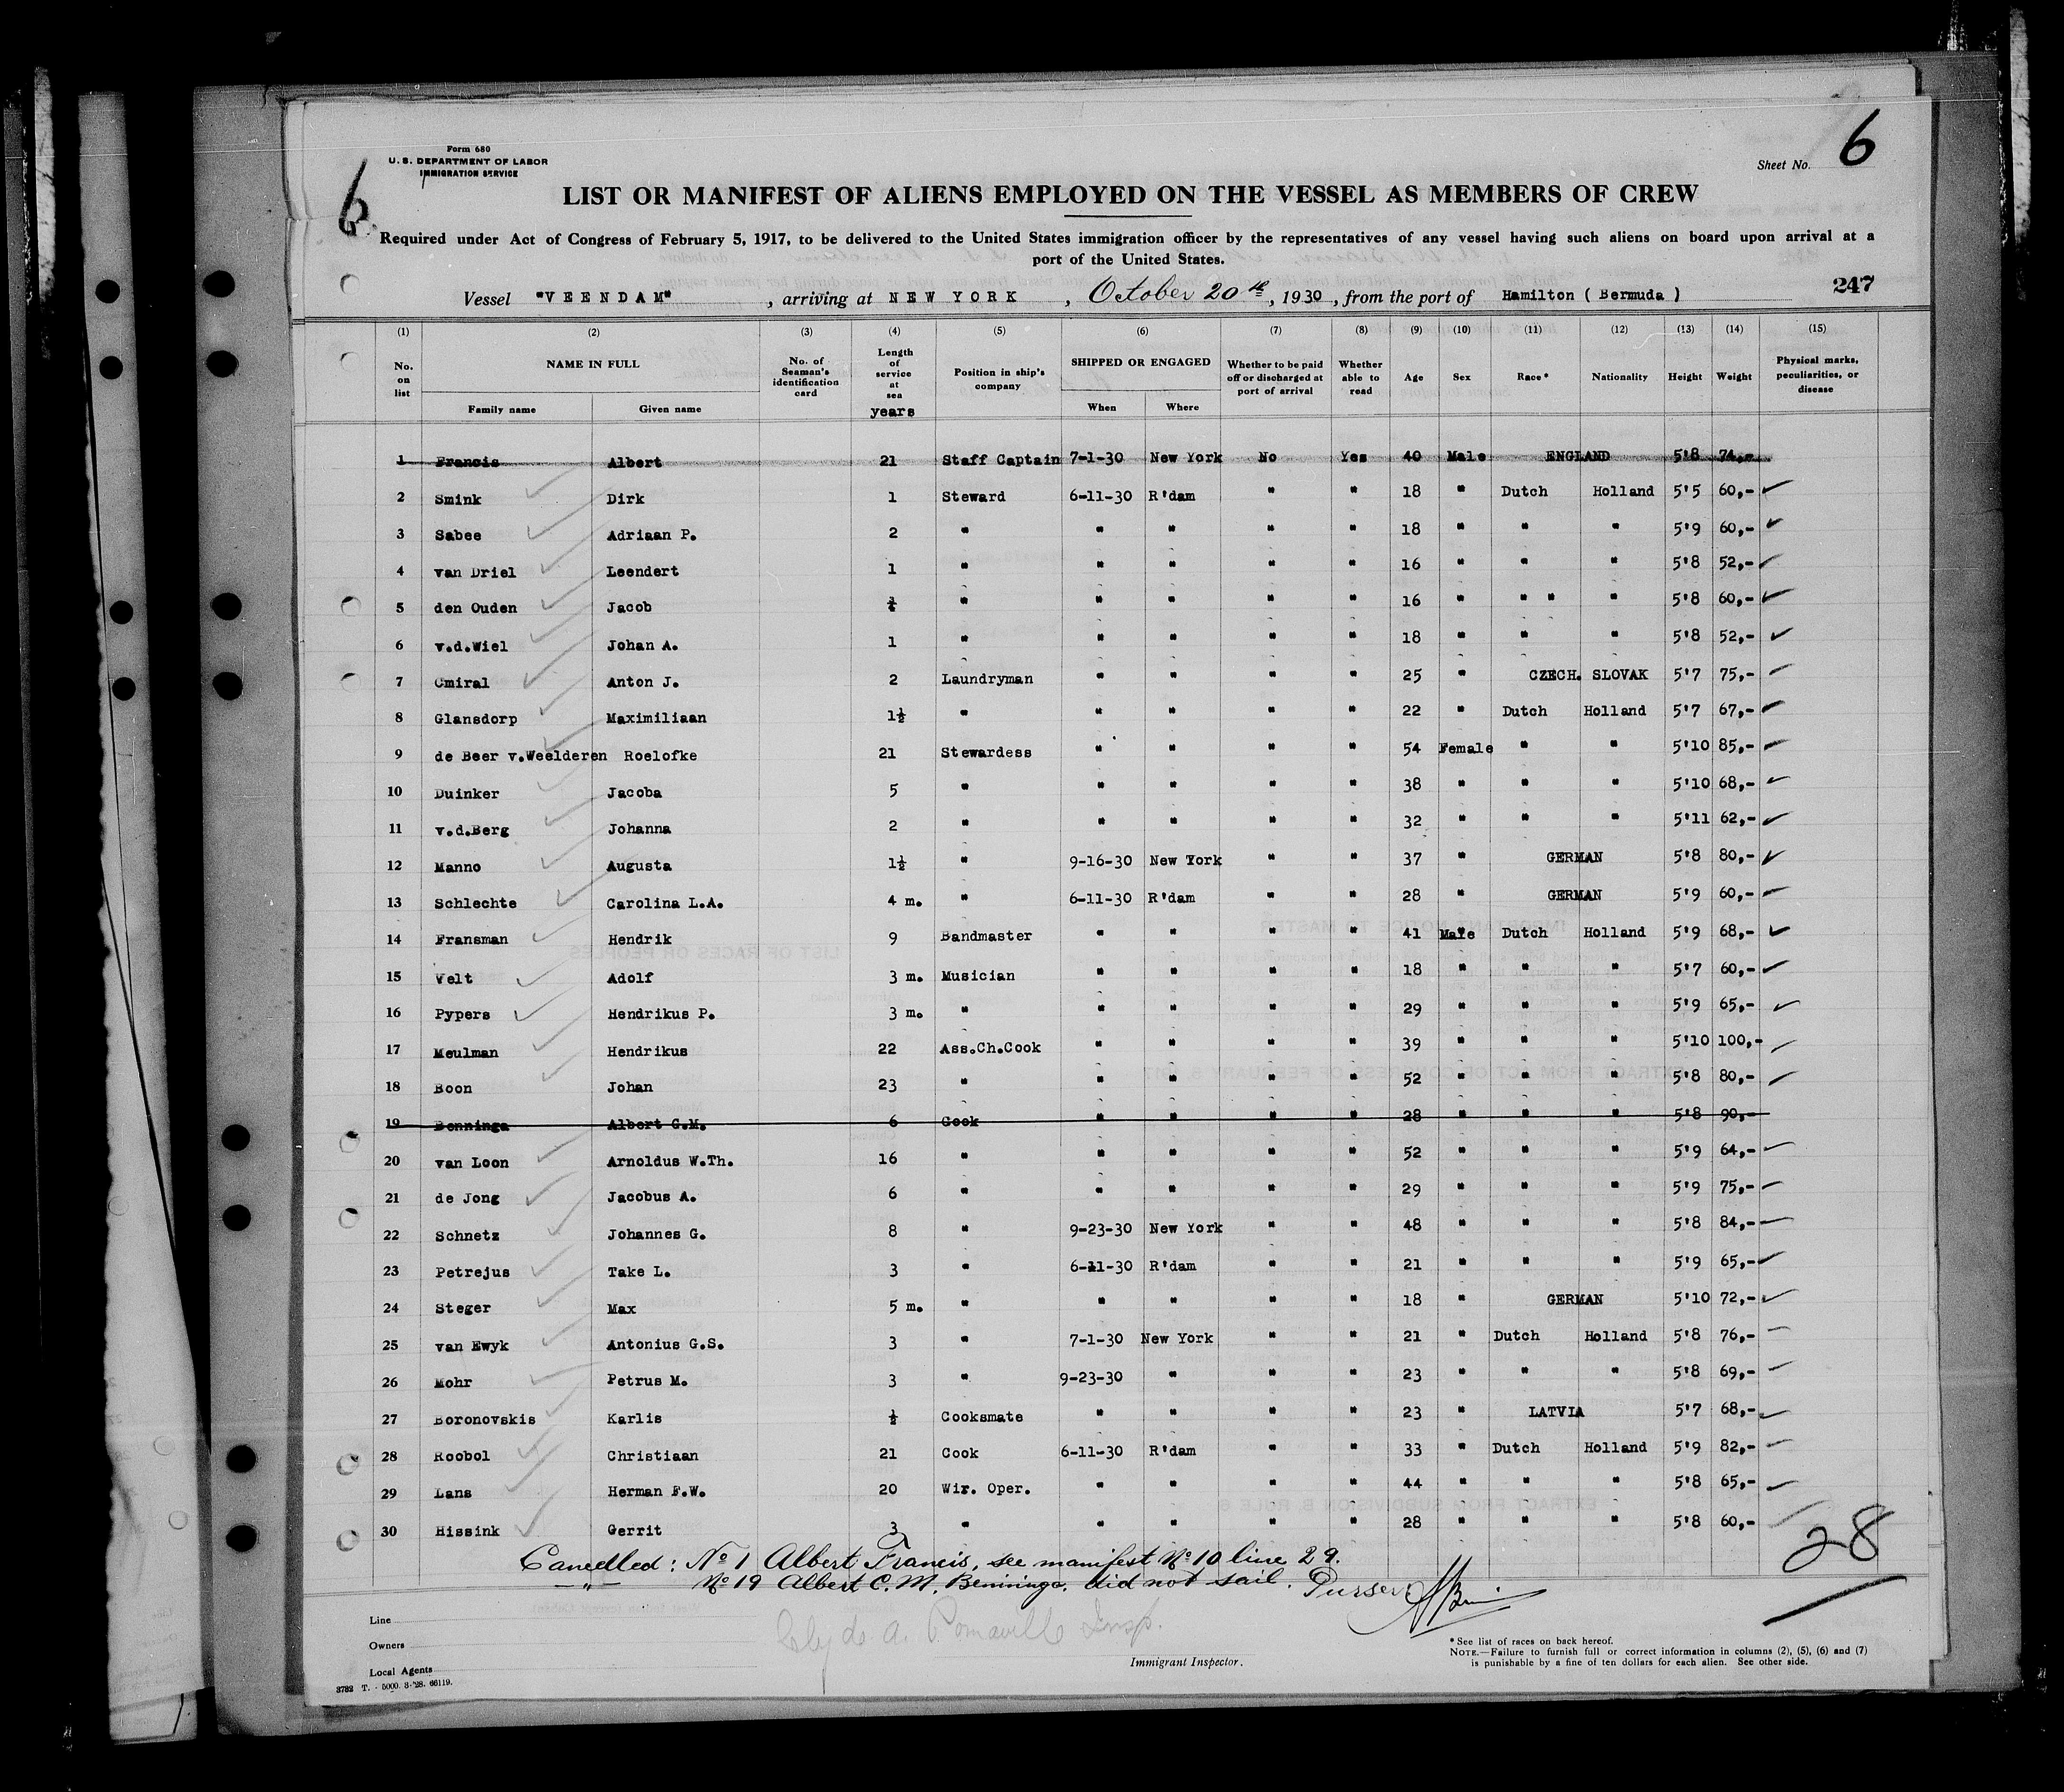 6
Form 680
U. S. DEPARTMENT OF LABOR
IMMIGRATION SERVICE
Sheet No. 6
LIST OR MANIFEST OF ALIENS EMPLOYED ON THE VESSEL AS MEMBERS OF CREW
Required under Act of Congress of February 5, 1917, to be delivered to the United States immigration officer by the representatives of any vessel having such aliens on board upon arrival at a
port of the United States.
Vessel "VEENDAM", arriving at NEW YORK, October 20th, 1930, from the port of Hamilton ( Bermuda ) 247
(1) (2) (3) (4) (5) (6) (7) (8) (9) (10) (11) (12) (13) (14) (15)
No. on list NAME IN FULL Family name Given name No. of Seaman's identification card Length of service at sea years Position in ship's company SHIPPED OR ENGAGED When Where Whether to be paid off or discharged at port of arrival Whether able to read Age Sex Race* Nationality Height Weight Physical marks, peculiarities, or disease
1 Francis Albert 21 Staff Captain 7-1-30 New York No Yes 40 Male ENGLAND 5'8 74,-
2 Smink Dirk 1 Steward 6-11-30 R'dam " " 18 " Dutch Holland 5'5 60,-
3 Sabee Adriaan P. 2 " " " " " 18 " " " 5'9 60,-
4 van Driel Leendert 1 " " " " " 16 " " " 5'8 52,-
5 den Ouden Jacob " " " " " 16 " " " " 5'8 60,-
6 v.d.Wiel Johan A. 1 " " " " " 18 " " " 5'8 52,-
7 Cmiral Anton J. 2 Laundryman " " " " 25 " CZECH. SLOVAK 5'7 75,-
8 Glansdorp Maximiliaan 1½ " " " " " 22 " Dutch Holland 5'7 67,-
9 de Beer v.Weelderen Roelofke 21 Stewardess " " " " 54 Female " " 5'10 85,-
10 Duinker Jacoba 5 " " " " " 38 " " " 5'10 68,-
11 v.d.Berg Johanna 2 " " " " " 32 " " " 5'11 62,-
12 Manno Augusta 1½ " 9-16-30 New York " " 37 " GERMAN 5'8 80,-
13 Schlechte Carolina L.A. 4 m. " 6-11-30 R'dam " " 28 " GERMAN 5'9 60,-
14 Fransman Hendrik 9 Bandmaster " " " " 41 Male Dutch Holland 5'9 68,-
15 Velt Adolf 3 m. Musician " " " " 18 " " " 5'7 60,-
16 Pypers Hendrikus P. 3 m. " " " " " 29 " " " 5'9 65,-
17 Meulman Hendrikus 22 Ass.Ch.Cook " " " " 39 " " " 5'10 100,-
18 Boon Johan 23 " " " " " 52 " " " 5'8 80,-
19 Benninga Albert C.M. 6 Cook " " " " 28 " " " 5'8 90,-
20 van Loon Arnoldus W.Th. 16 " " " " " 52 " " " 5'9 64,-
21 de Jong Jacobus A. 6 " " " " " 29 " " " 5'9 75,-
22 Schnetz Johannes G. 8 " 9-23-30 New York " " 48 " " " 5'8 84,-
23 Petrejus Take L. 3 " 6-11-30 R'dam " " 21 " " " 5'9 65,-
24 Steger Max 5 m. " " " " " 18 " GERMAN 5'10 72,-
25 van Ewyk Antonius G.S. 3 " 7-1-30 New York " " 21 " Dutch Holland 5'8 76,-
26 Mohr Petrus M. 3 " 9-23-30 " " " 23 " " " 5'8 69,-
27 Boronovskis Karlis ½ Cooksmate " " " " 23 " LATVIA 5'7 68,-
28 Roobol Christiaan 21 Cook 6-11-30 R'dam " " 33 " Dutch Holland 5'9 82,-
29 Lans Herman F.W. 20 Wir. Oper. " " " " 44 " " " 5'8 65,-
30 Hissink Gerrit 3 " " " " " 28 " " " 5'8 60,-
28
Cancelled: No 1 Albert Francis, see manifest No 10 line 29.
—"— No 19 Albert C. M. Benninga, did not sail. Purser
Line
Owners
Local Agents
Clyde A. Pomaville Insp.
Immigrant Inspector.
* See list of races on back hereof.
NOTE.—Failure to furnish full or correct information in columns (2), (5), (6) and (7)
is punishable by a fine of ten dollars for each alien. See other side.
3782 T. - 5000. 3-'28. 66119.